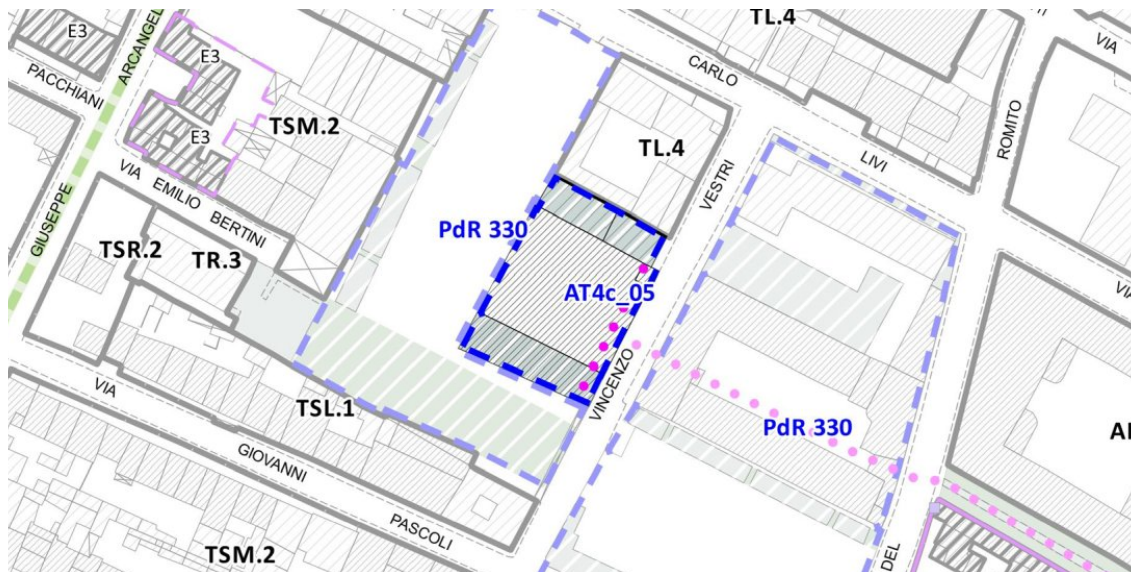 E3
TL.4
VIA
PACCHIANI
GIUSEPPE
ARCANGEL
E3
CARLO
ROMITO
E3
TSM.2
TL.4
LIVI
VIA EMILIO BERTINI
VESTRI
PdR 330
TSR.2
TR.3
AT4c_05
VIA
VINCENZO
VIA
TSL.1
PdR 330
AI
GIOVANNI
PASCOLI
TSM.2
DEL